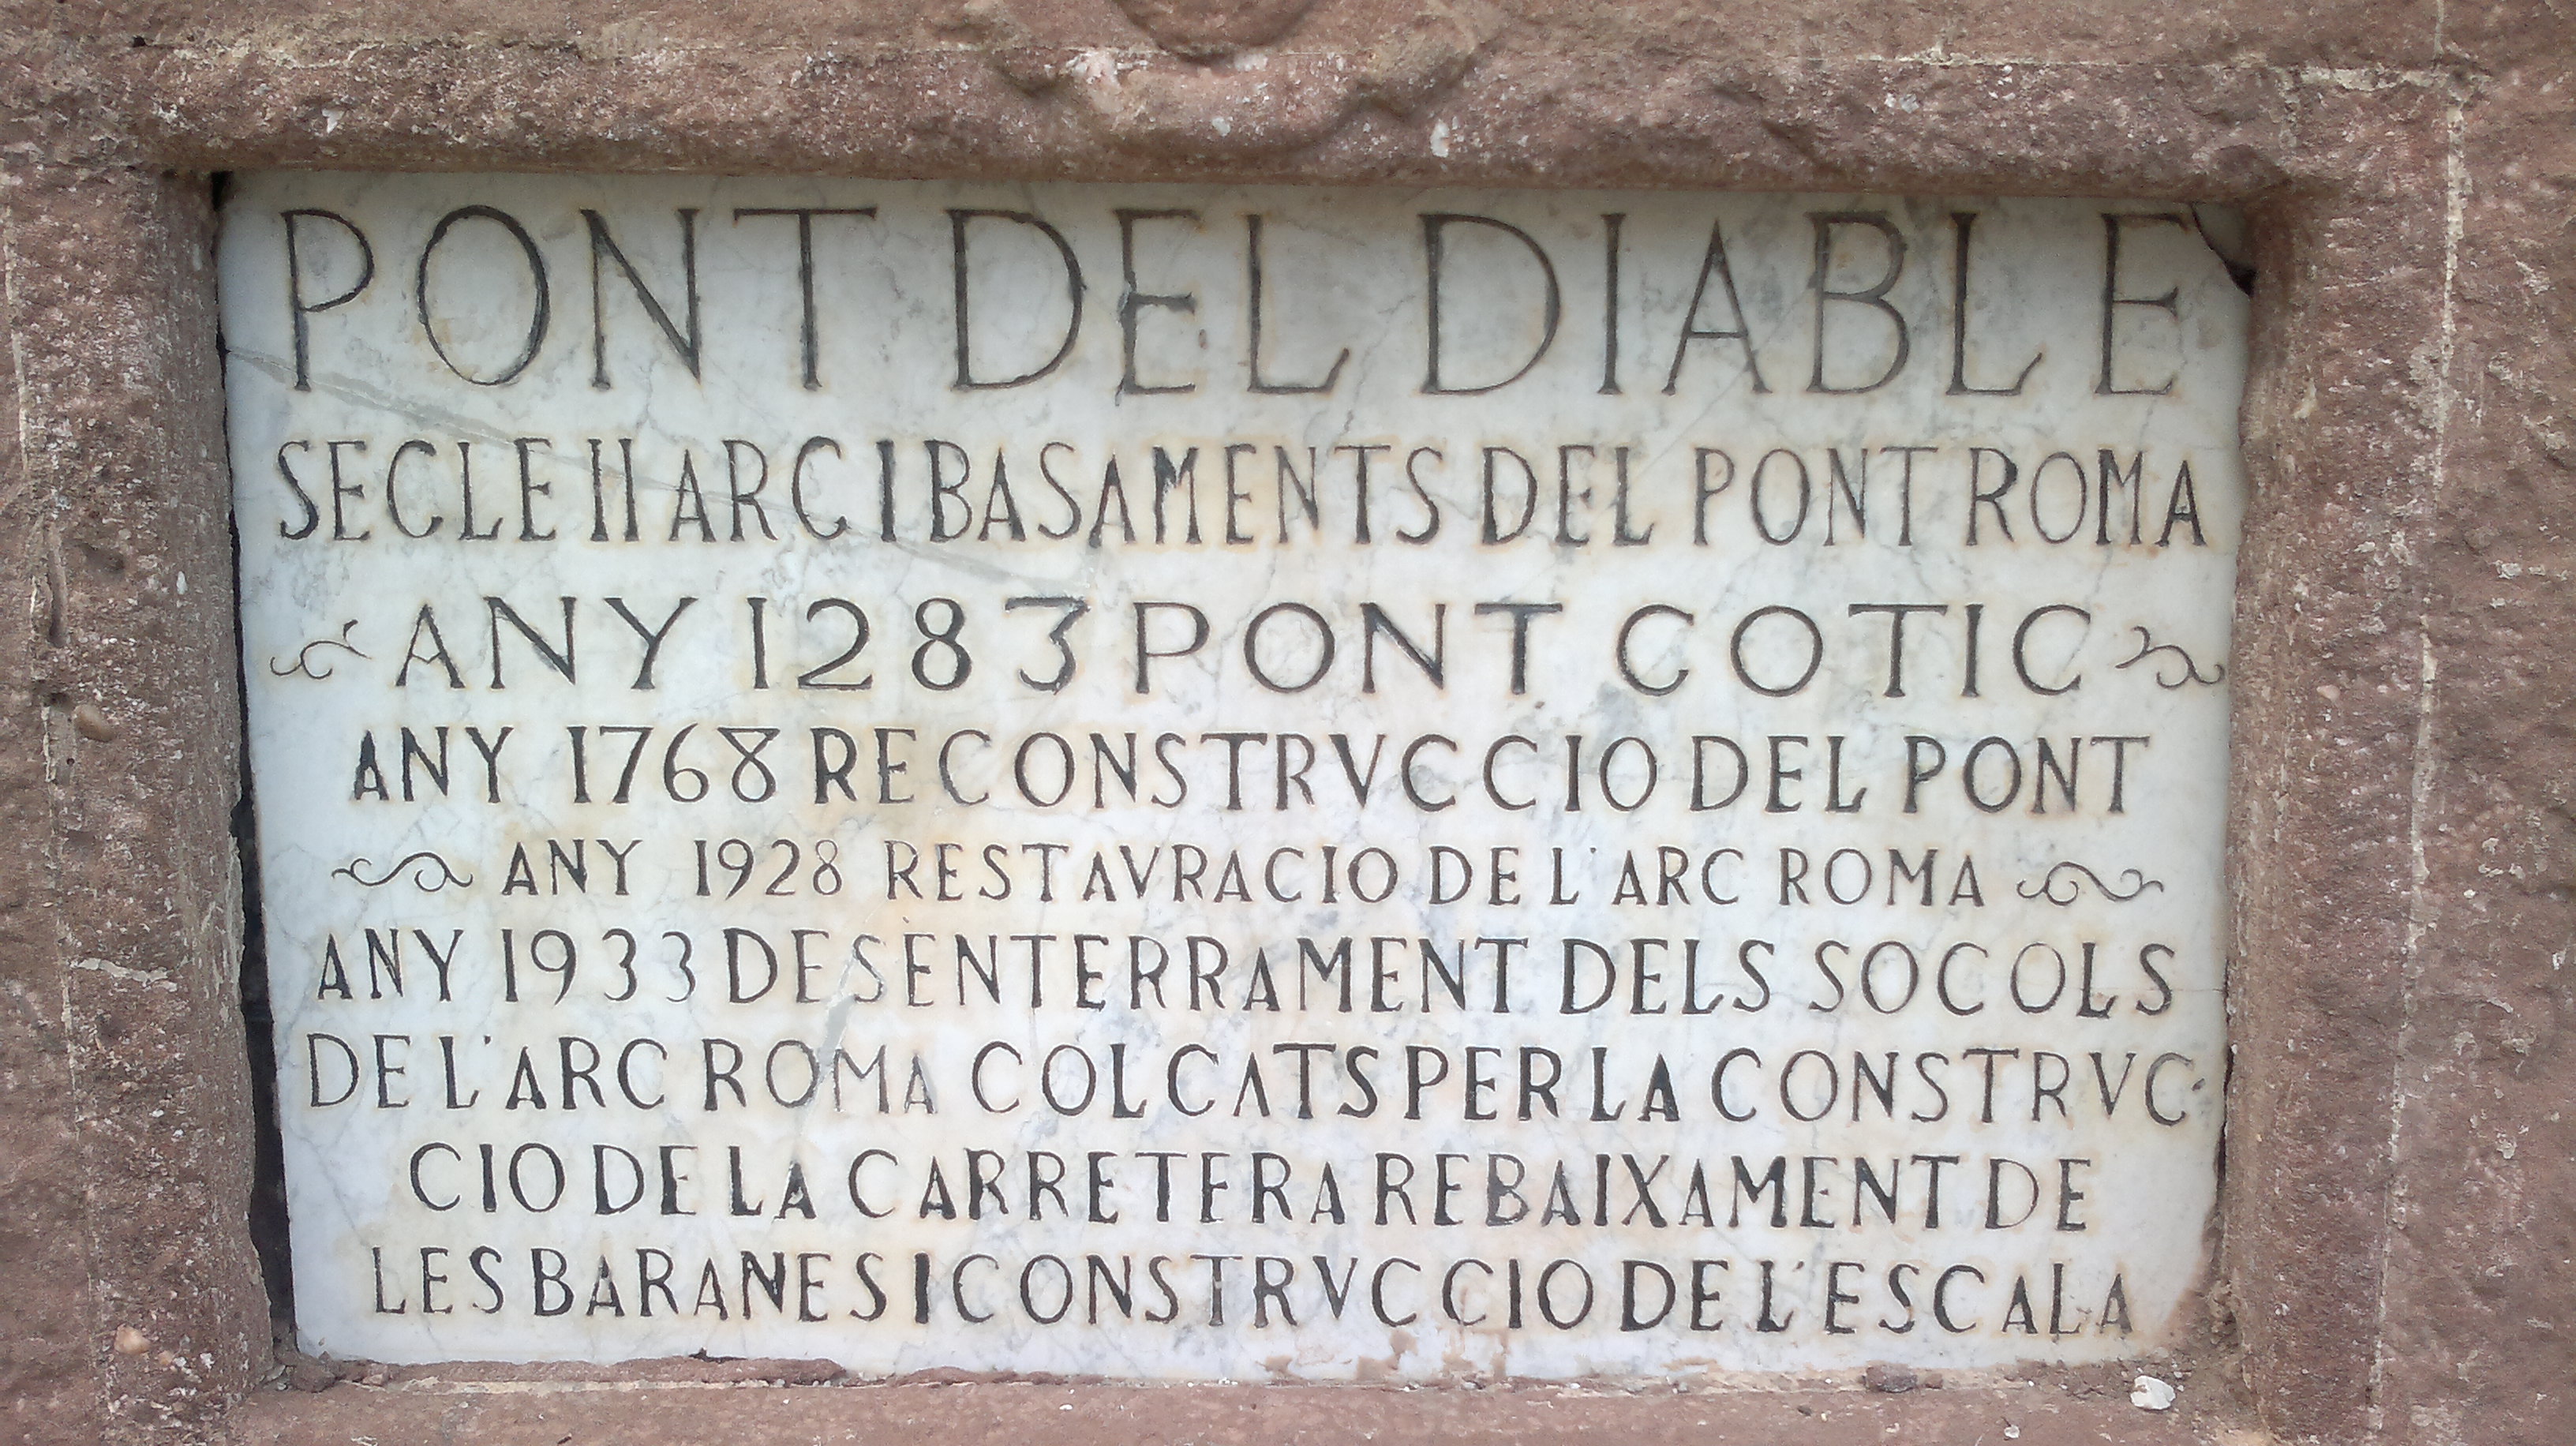 PONT DEL DIABLE
SECLE II ARC I BASAMENTS DEL PONT ROMA
ANY 1283 PONT COTIC
ANY 1768 RECONSTRVCCIO DEL PONT
ANY 1928 RESTAVRACIO DE L'ARC ROMA
ANY 1933 DESENTERRAMENT DELS SOCOLS
DE L'ARC ROMA COLCATS PER LA CONSTRVC-
CIO DE LA CARRETERA REBAIXAMENT DE
LES BARANES I CONSTRVCCIO DE L'ESCALA